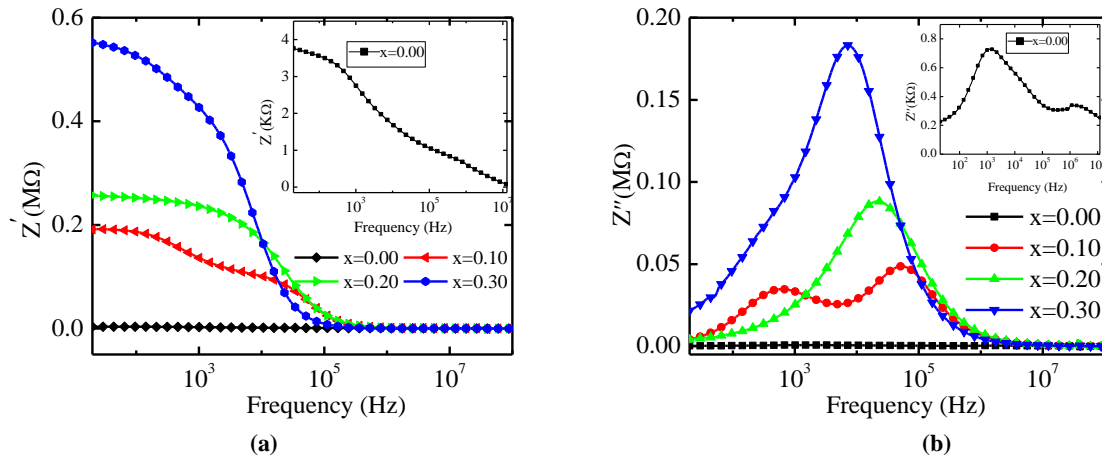 0.6
0.4
0.2
0.0
Z′(MΩ)
10³ 10⁵ 10⁷
Frequency (Hz)
x=0.00 x=0.10
x=0.20 x=0.30
4
3
2
1
0
Z′(KΩ)
x=0.00
10³ 10⁵ 10⁷
Frequency (Hz)
(a)
0.20
0.15
0.10
0.05
0.00
Z″(MΩ)
10³ 10⁵ 10⁷
Frequency (Hz)
x=0.00
x=0.10
x=0.20
x=0.30
0.8
0.6
0.4
0.2
0.0
Z″(KΩ)
x=0.00
10² 10³ 10⁴ 10⁵ 10⁶
Frequency (Hz)
(b)